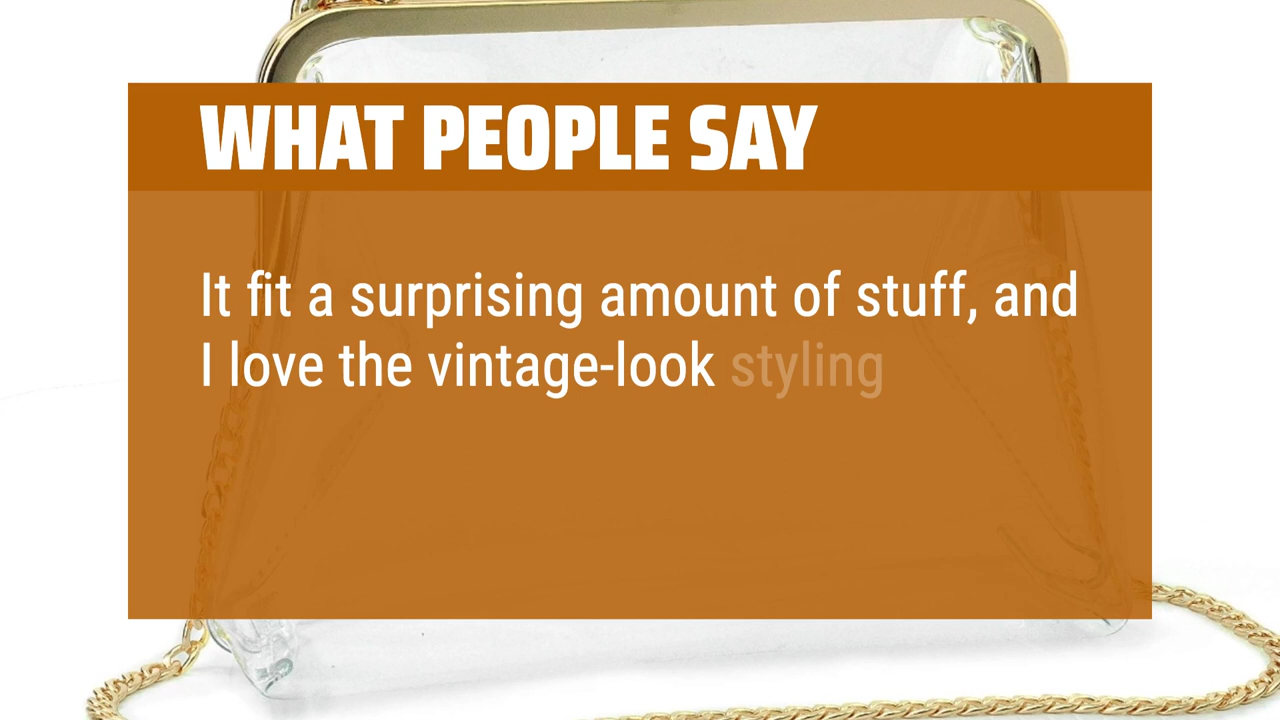 WHAT PEOPLE SAY
It fit a surprising amount of stuff, and
I love the vintage-look styling